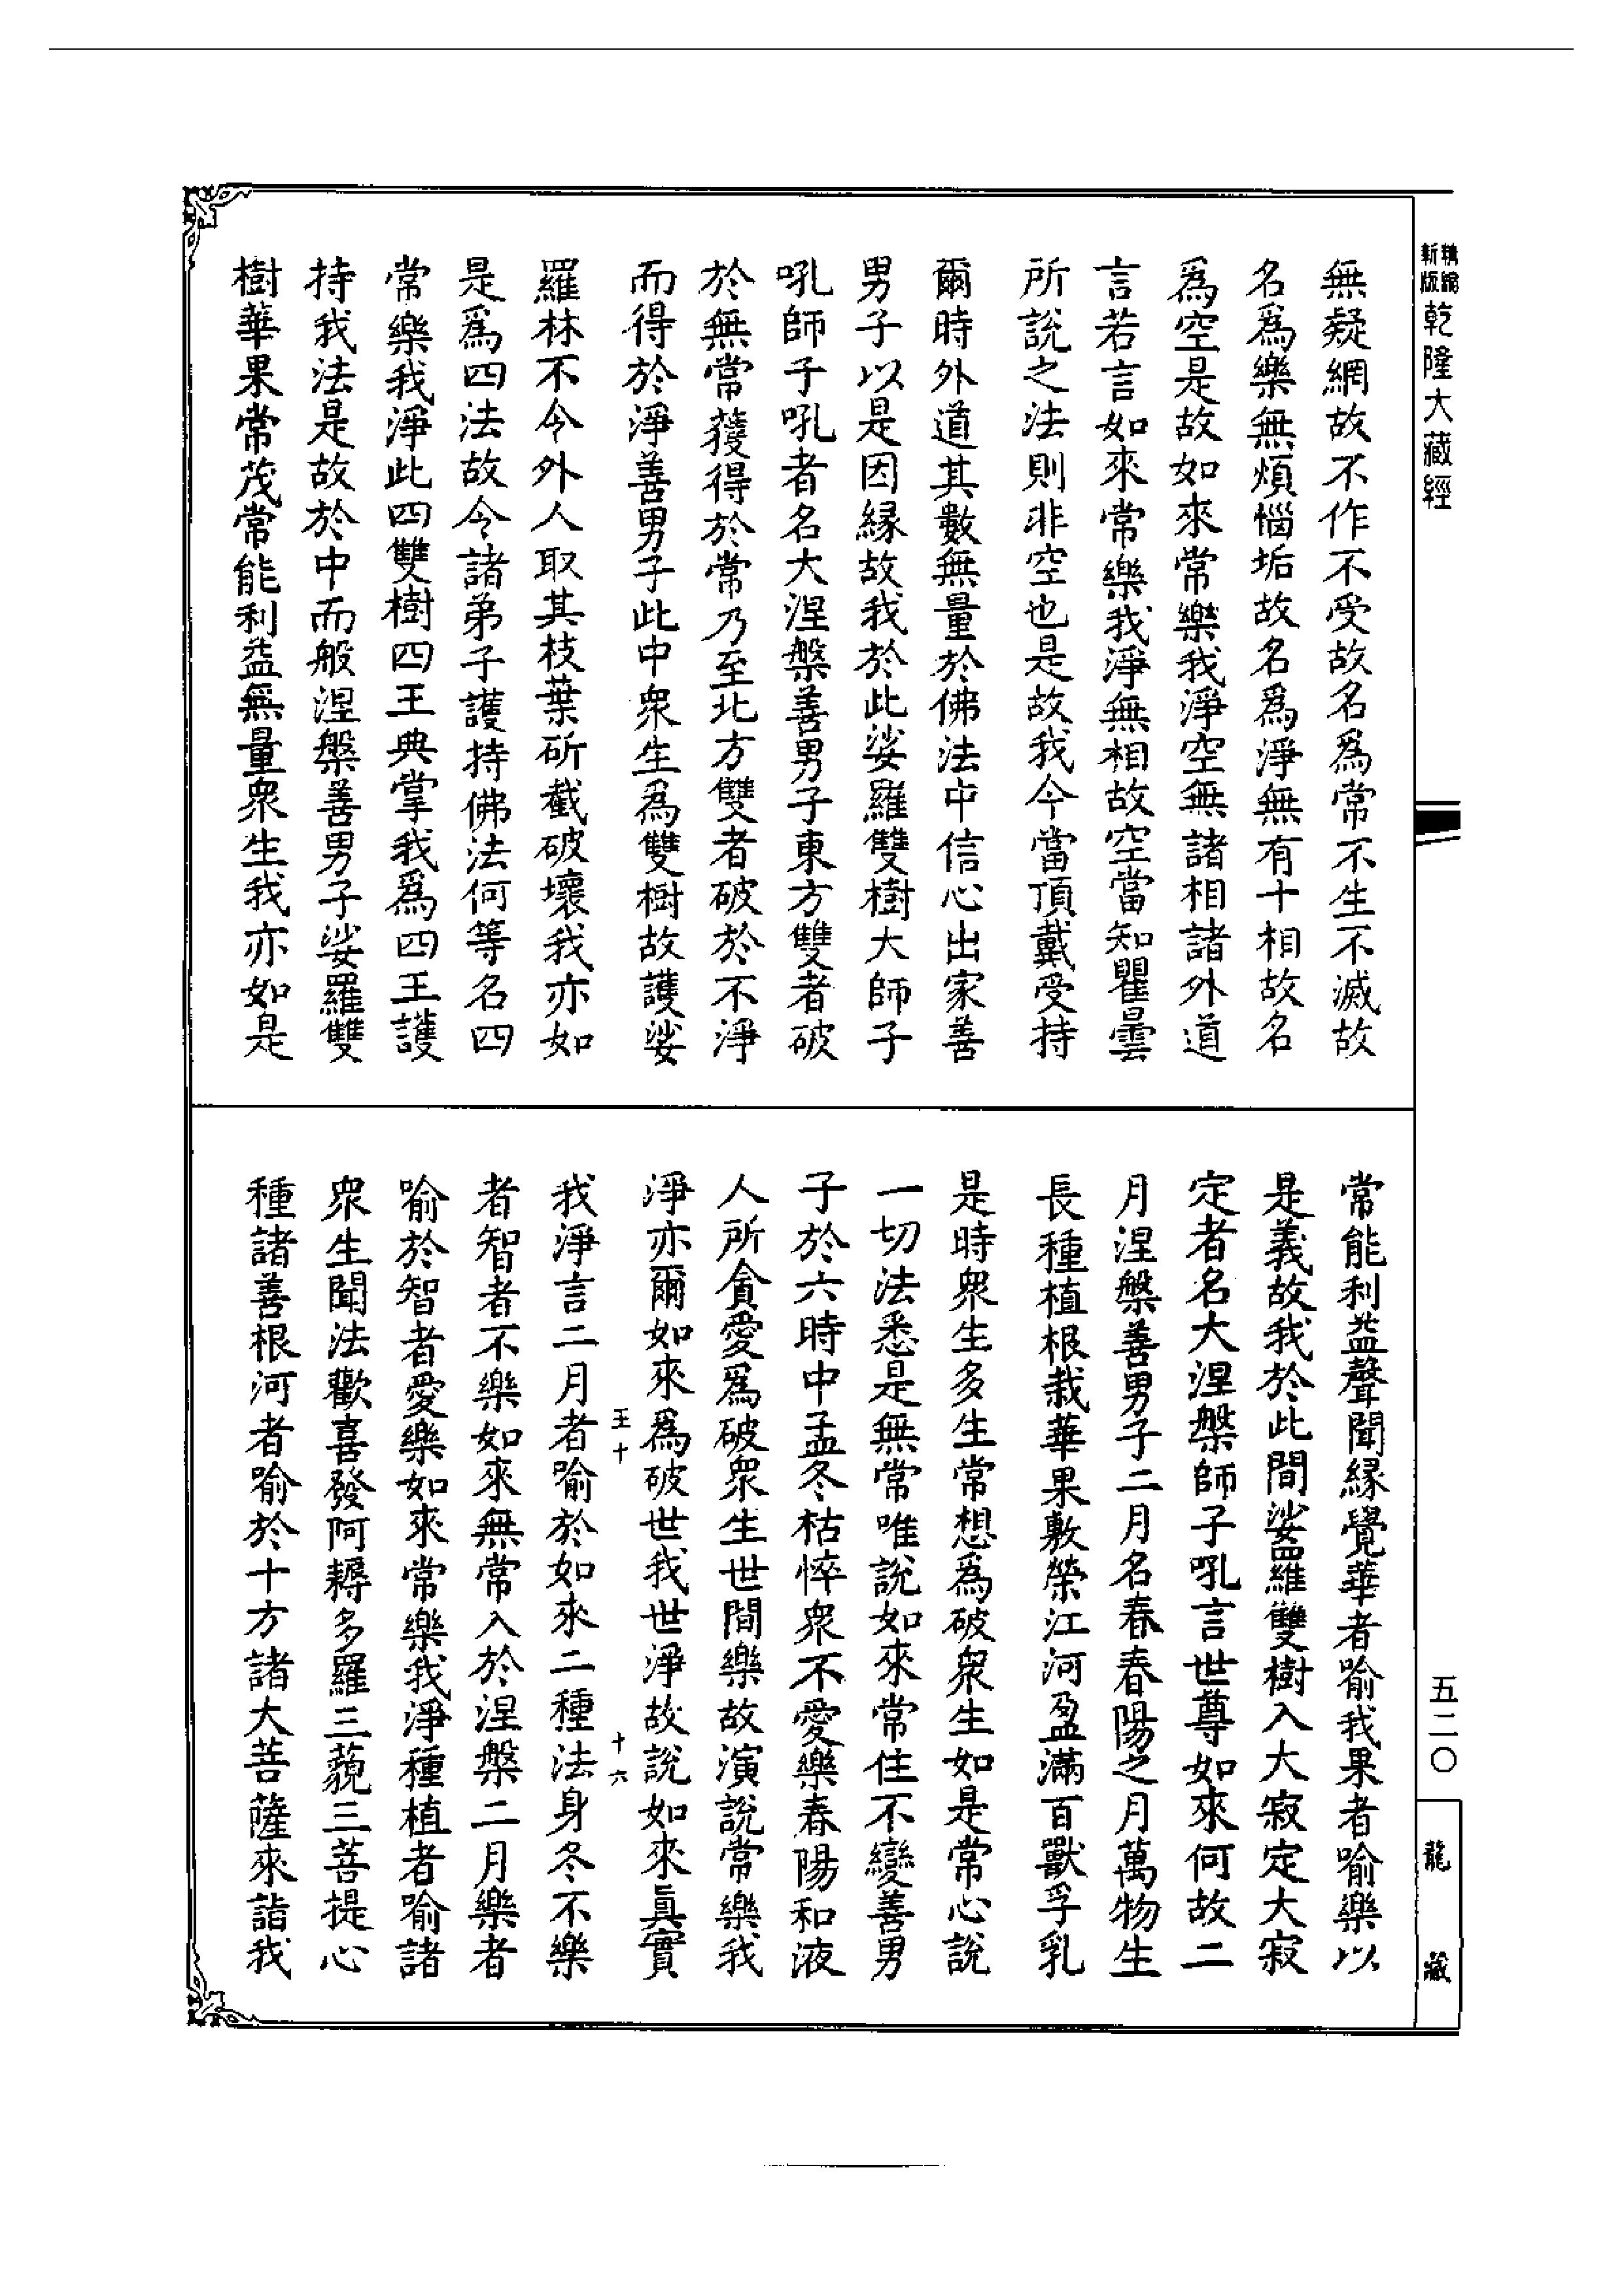 新版
精編
乾隆大藏經
五二〇
龍藏
無疑網故不作不受故名爲常不生不滅故
名爲樂無煩惱垢故名爲淨無有十相故名
爲空是故如來常樂我淨空無諸相諸外道
言若言如來常樂我淨無相故空當知瞿曇
所說之法則非空也是故我今當頂戴受持
爾時外道其數無量於佛法中信心出家善
男子以是因緣故我於此娑羅雙樹大師子
吼師子吼者名大涅槃善男子東方雙者破
於無常獲得於常乃至北方雙者破於不淨
而得於淨善男子此中衆生爲雙樹故護娑
羅林不令外人取其枝葉斫截破壞我亦如
是爲四法故令諸弟子護持佛法何等名四
常樂我淨此四雙樹四王典掌我爲四王護
持我法是故於中而般涅槃善男子娑羅雙
樹華果常茂常能利益無量衆生我亦如是
常能利益聲聞緣覺華者喻我果者喻樂以
是義故我於此間娑羅雙樹入大寂定大寂
定者名大涅槃師子吼言世尊如來何故二
月涅槃善男子二月名春春陽之月萬物生
長種植根栽華果敷榮江河盈滿百獸孚乳
是時衆生多生常想爲破衆生如是常心說
一切法悉是無常唯說如來常住不變善男
子於六時中孟冬枯悴衆不愛樂春陽和液
人所貪愛爲破衆生世間樂故演說常樂我
淨亦爾如來爲破世我世淨故說如來眞實
王十
十六
我淨言二月者喻於如來二種法身冬不樂
者智者不樂如來無常入於涅槃二月樂者
喻於智者愛樂如來常樂我淨種植者喻諸
衆生聞法歡喜發阿耨多羅三藐三菩提心
種諸善根河者喻於十方諸大菩薩來詣我